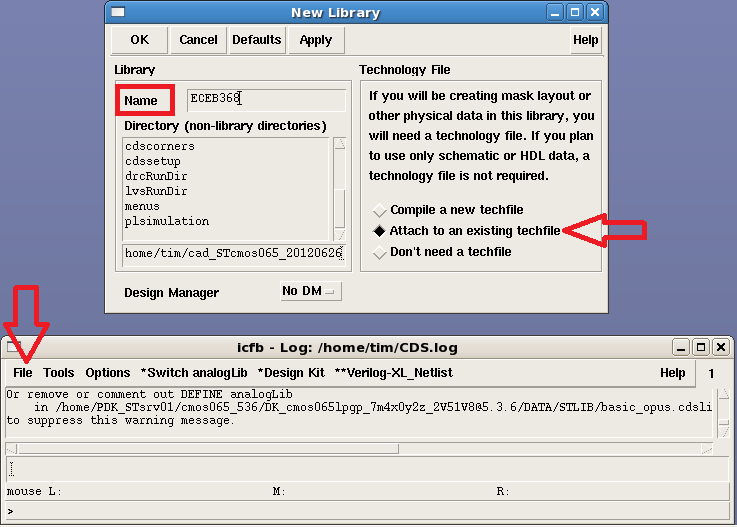 New Library
OK Cancel Defaults Apply Help
Library
Name ECEB368
Directory (non-library directories)
cdscorners
cdssetup
drcRunDir
lvsRunDir
menus
plsimulation
home/tim/cad_STcmos065_20120626
Design Manager No DM
Technology File
If you will be creating mask layout or
other physical data in this library, you
will need a technology file. If you plan
to use only schematic or HDL data, a
technology file is not required.
Compile a new techfile
Attach to an existing techfile
Don't need a techfile
icfb - Log: /home/tim/CDS.log
File Tools Options *Switch analogLib *Design Kit **Verilog-XL_Netlist Help 1
Or remove or comment out DEFINE analogLib
in /home/PDK_STsrv01/cmos065_536/DK_cmos065lpgp_7m4x0y2z_2V51V8@5.3.6/DATA/STLIB/basic_opus.cdsli
to suppress this warning message.
mouse L: M: R:
>